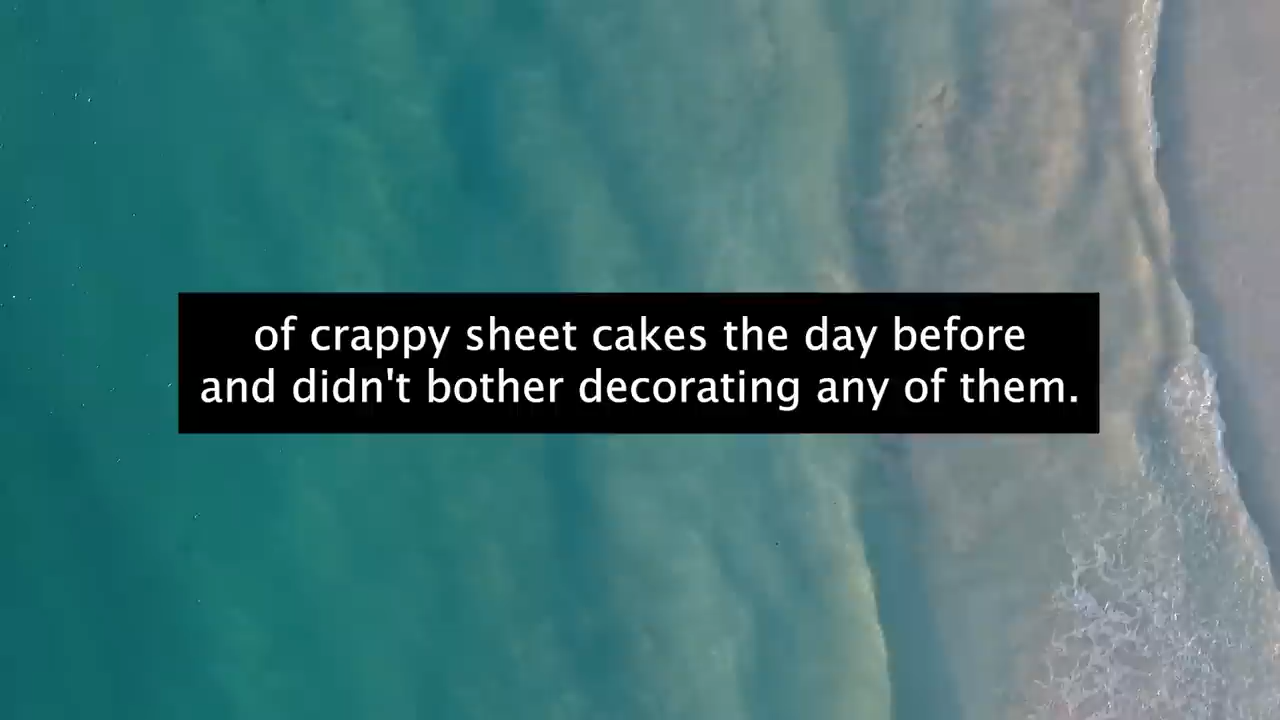 of crappy sheet cakes the day before
and didn't bother decorating any of them.